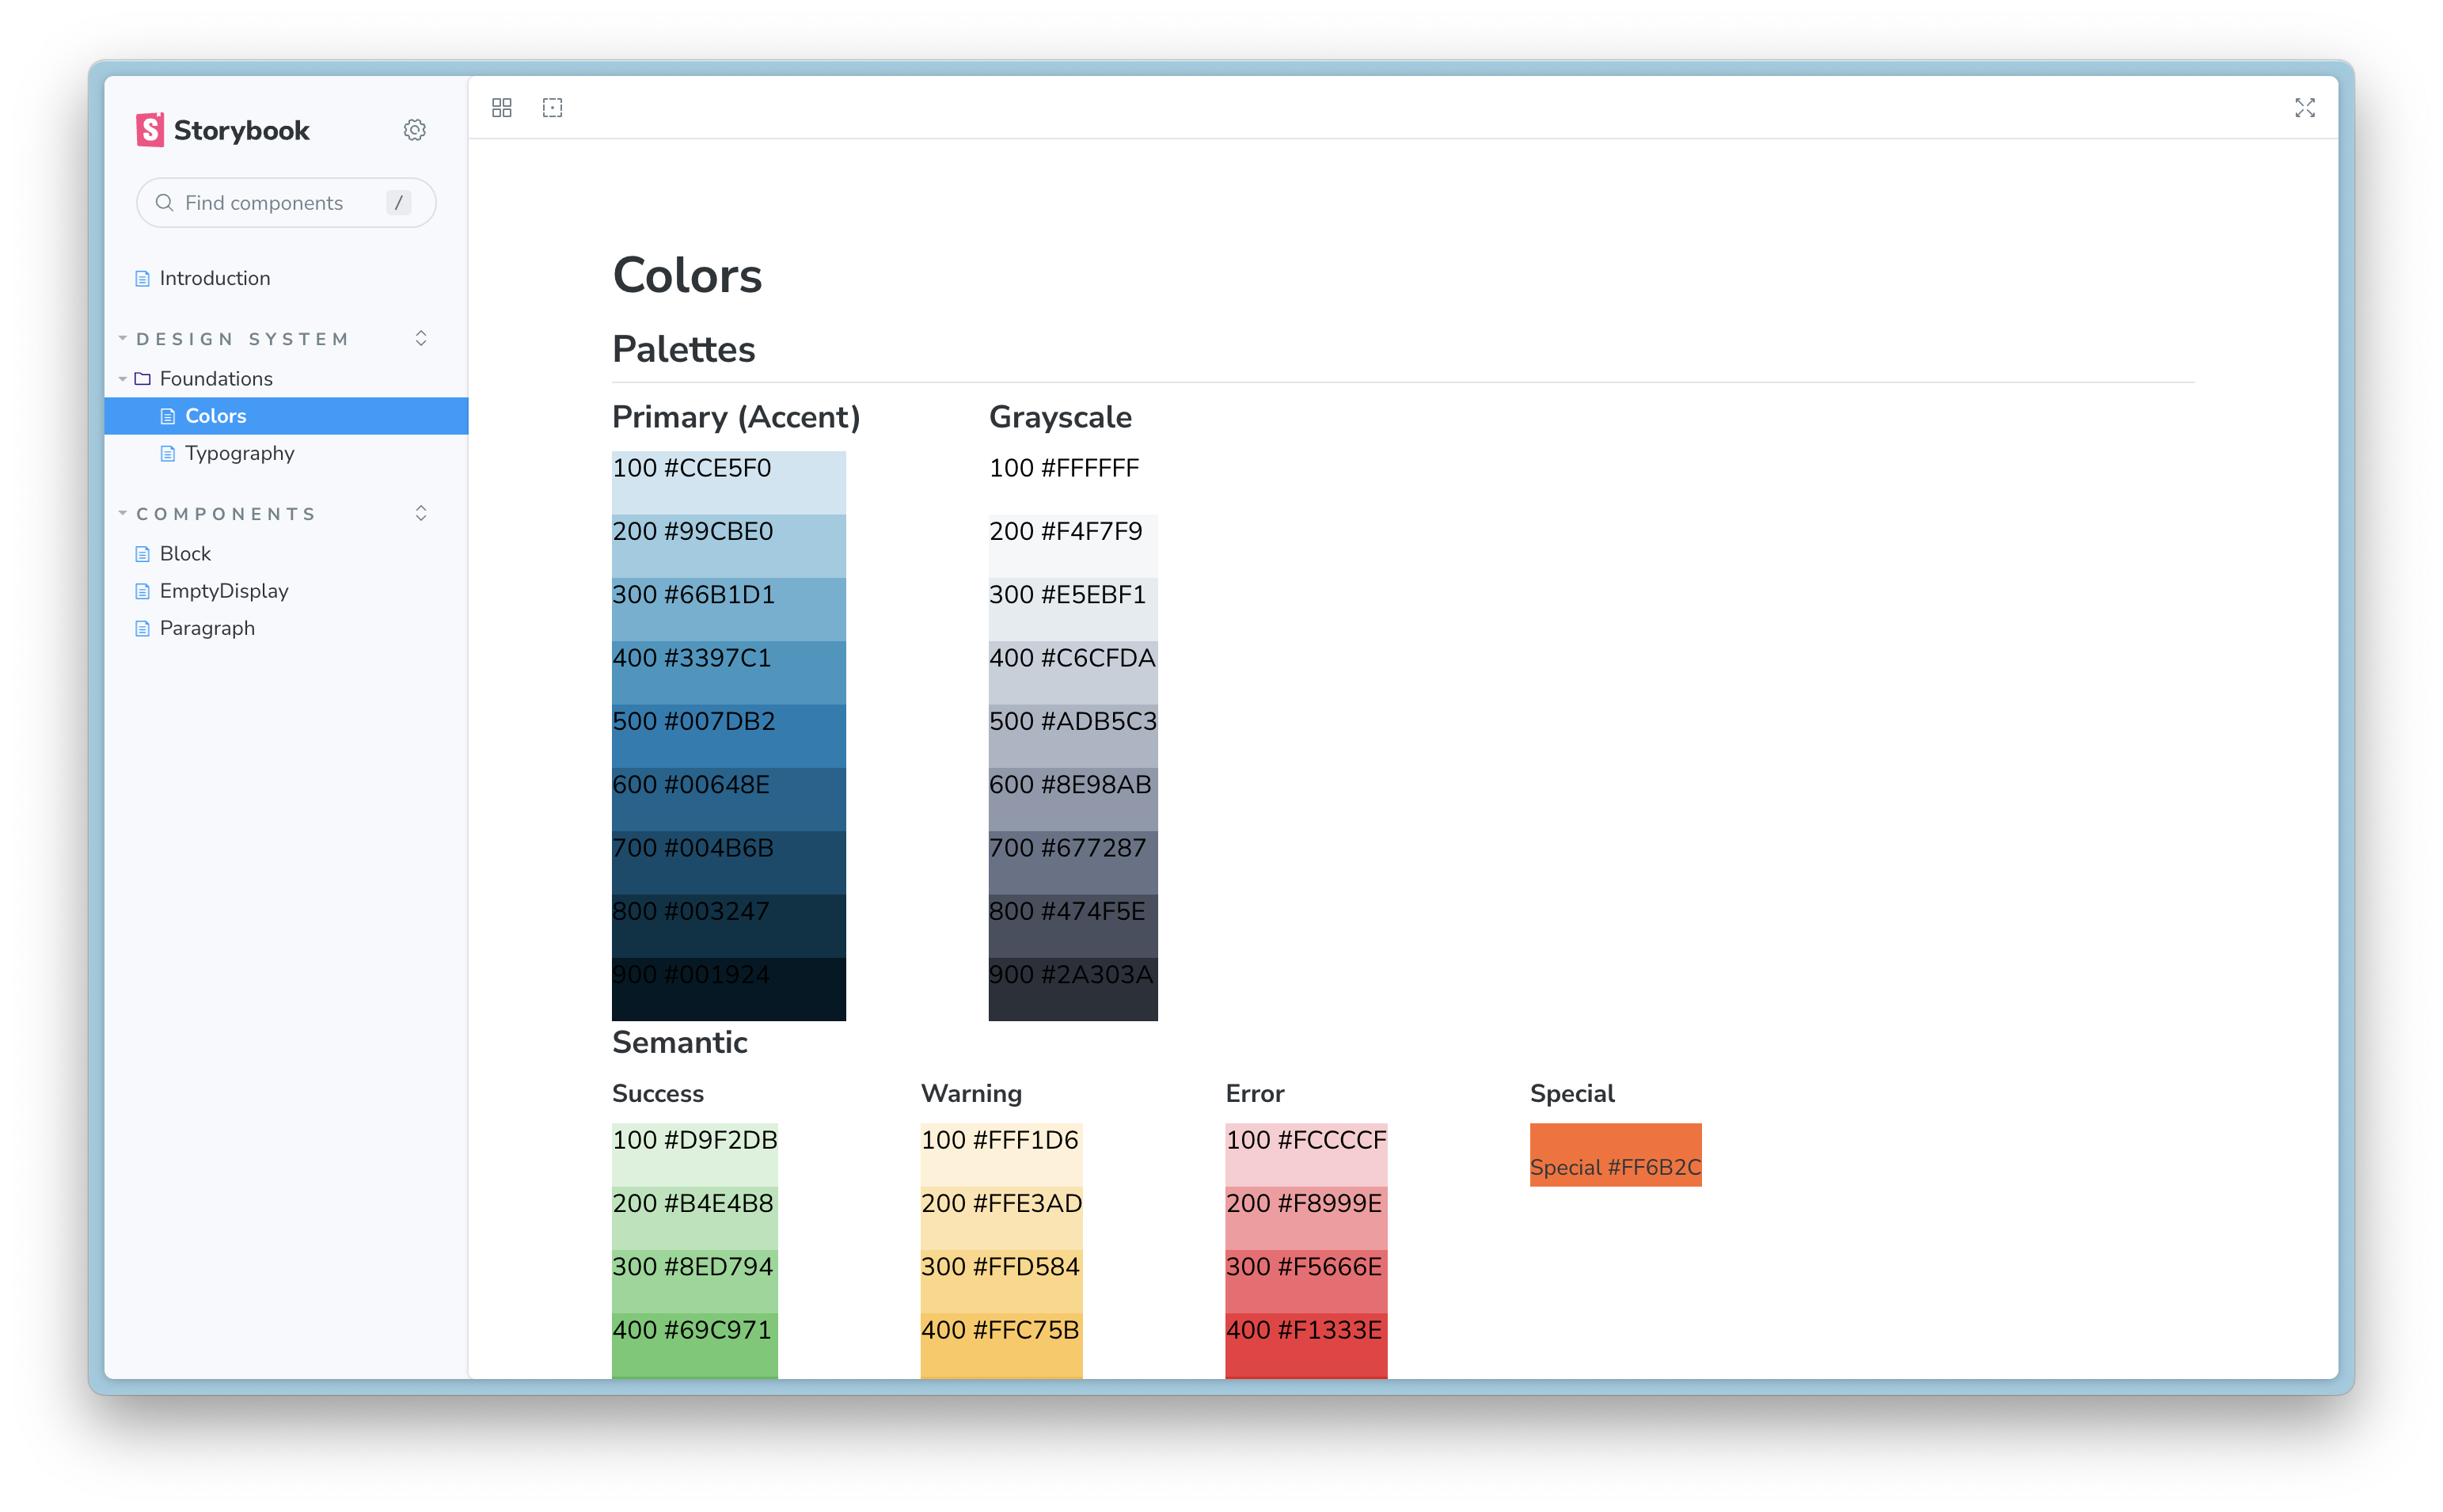 Storybook
Find components /
Introduction
DESIGN SYSTEM
Foundations
Colors
Typography
COMPONENTS
Block
EmptyDisplay
Paragraph
Colors
Palettes
Primary (Accent)
100 #CCE5F0
200 #99CBE0
300 #66B1D1
400 #3397C1
500 #007DB2
600 #00648E
700 #004B6B
800 #003247
900 #001924
Grayscale
100 #FFFFFF
200 #F4F7F9
300 #E5EBF1
400 #C6CFDA
500 #ADB5C3
600 #8E98AB
700 #677287
800 #474F5E
900 #2A303A
Semantic
Success
100 #D9F2DB
200 #B4E4B8
300 #8ED794
400 #69C971
Warning
100 #FFF1D6
200 #FFE3AD
300 #FFD584
400 #FFC75B
Error
100 #FCCCCF
200 #F8999E
300 #F5666E
400 #F1333E
Special
Special #FF6B2C